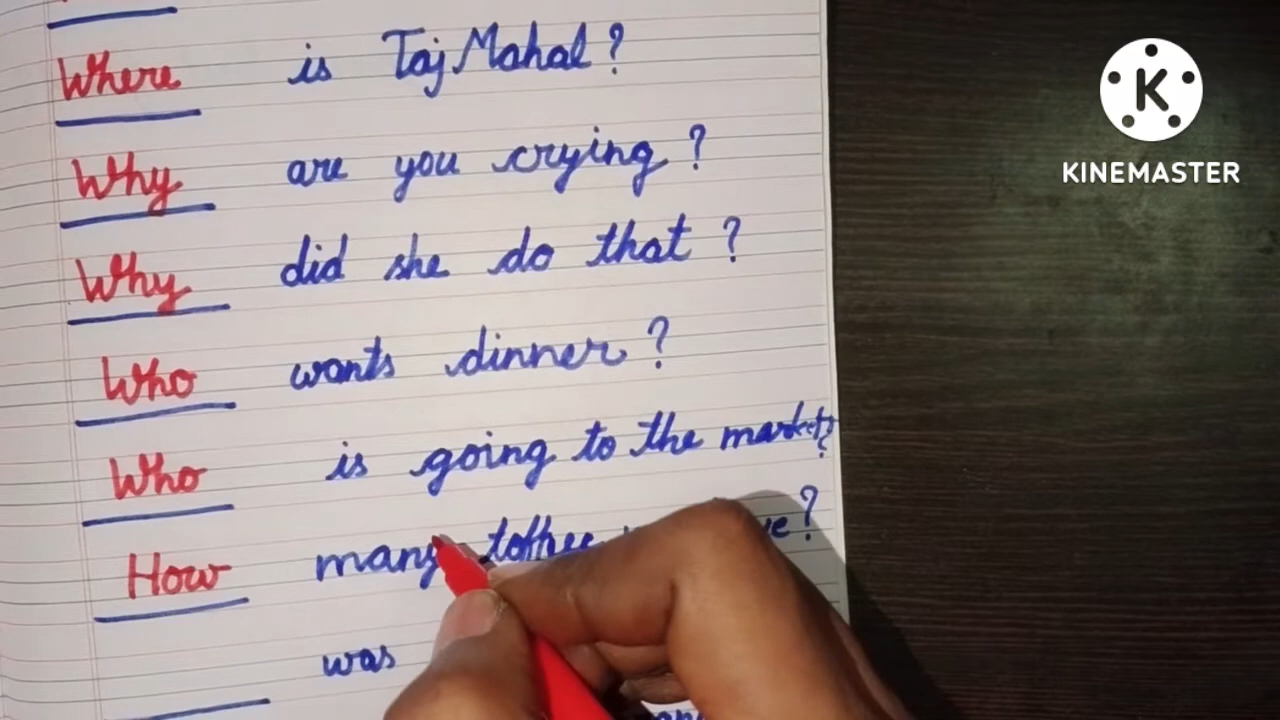 Where is Taj Mahal?
Why are you crying?
Why did she do that?
Who wants dinner?
Who is going to the market?
How many toffee ?
was
K
KINEMASTER